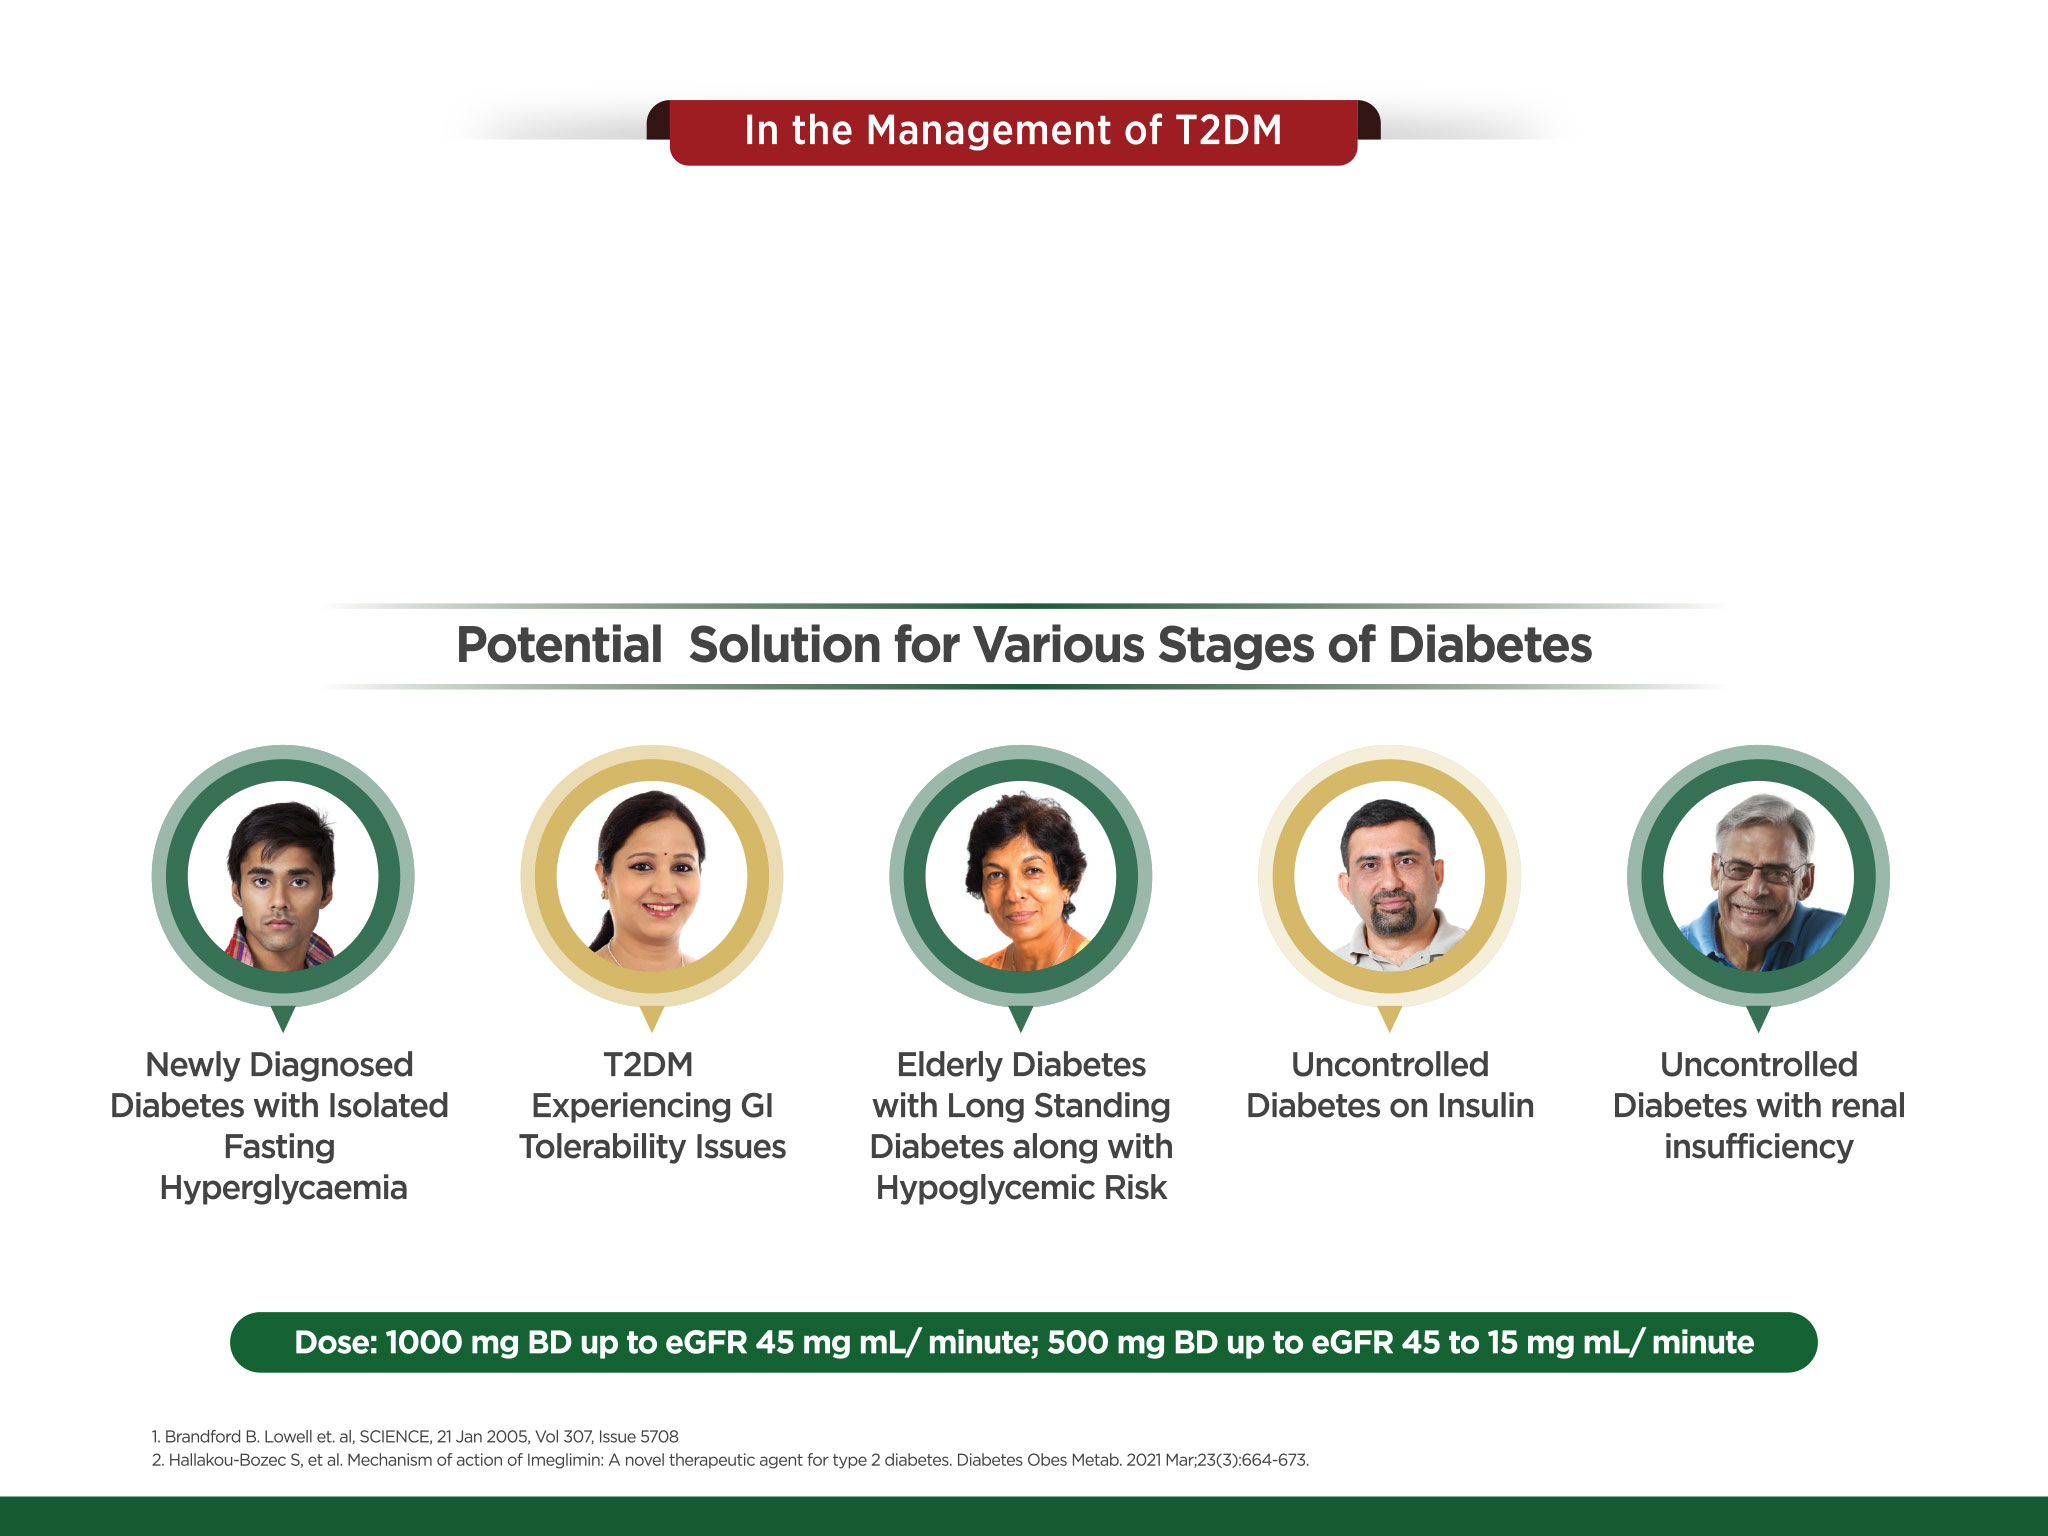 In the Management of T2DM
Potential Solution for Various Stages of Diabetes
Newly Diagnosed
Diabetes with Isolated
Fasting
Hyperglycaemia
T2DM
Experiencing GI
Tolerability Issues
Elderly Diabetes
with Long Standing
Diabetes along with
Hypoglycemic Risk
Uncontrolled
Diabetes on Insulin
Uncontrolled
Diabetes with renal
insufficiency
Dose: 1000 mg BD up to eGFR 45 mg mL/ minute; 500 mg BD up to eGFR 45 to 15 mg mL/ minute
1. Brandford B. Lowell et. al, SCIENCE, 21 Jan 2005, Vol 307, Issue 5708
2. Hallakou-Bozec S, et al. Mechanism of action of Imeglimin: A novel therapeutic agent for type 2 diabetes. Diabetes Obes Metab. 2021 Mar;23(3):664-673.